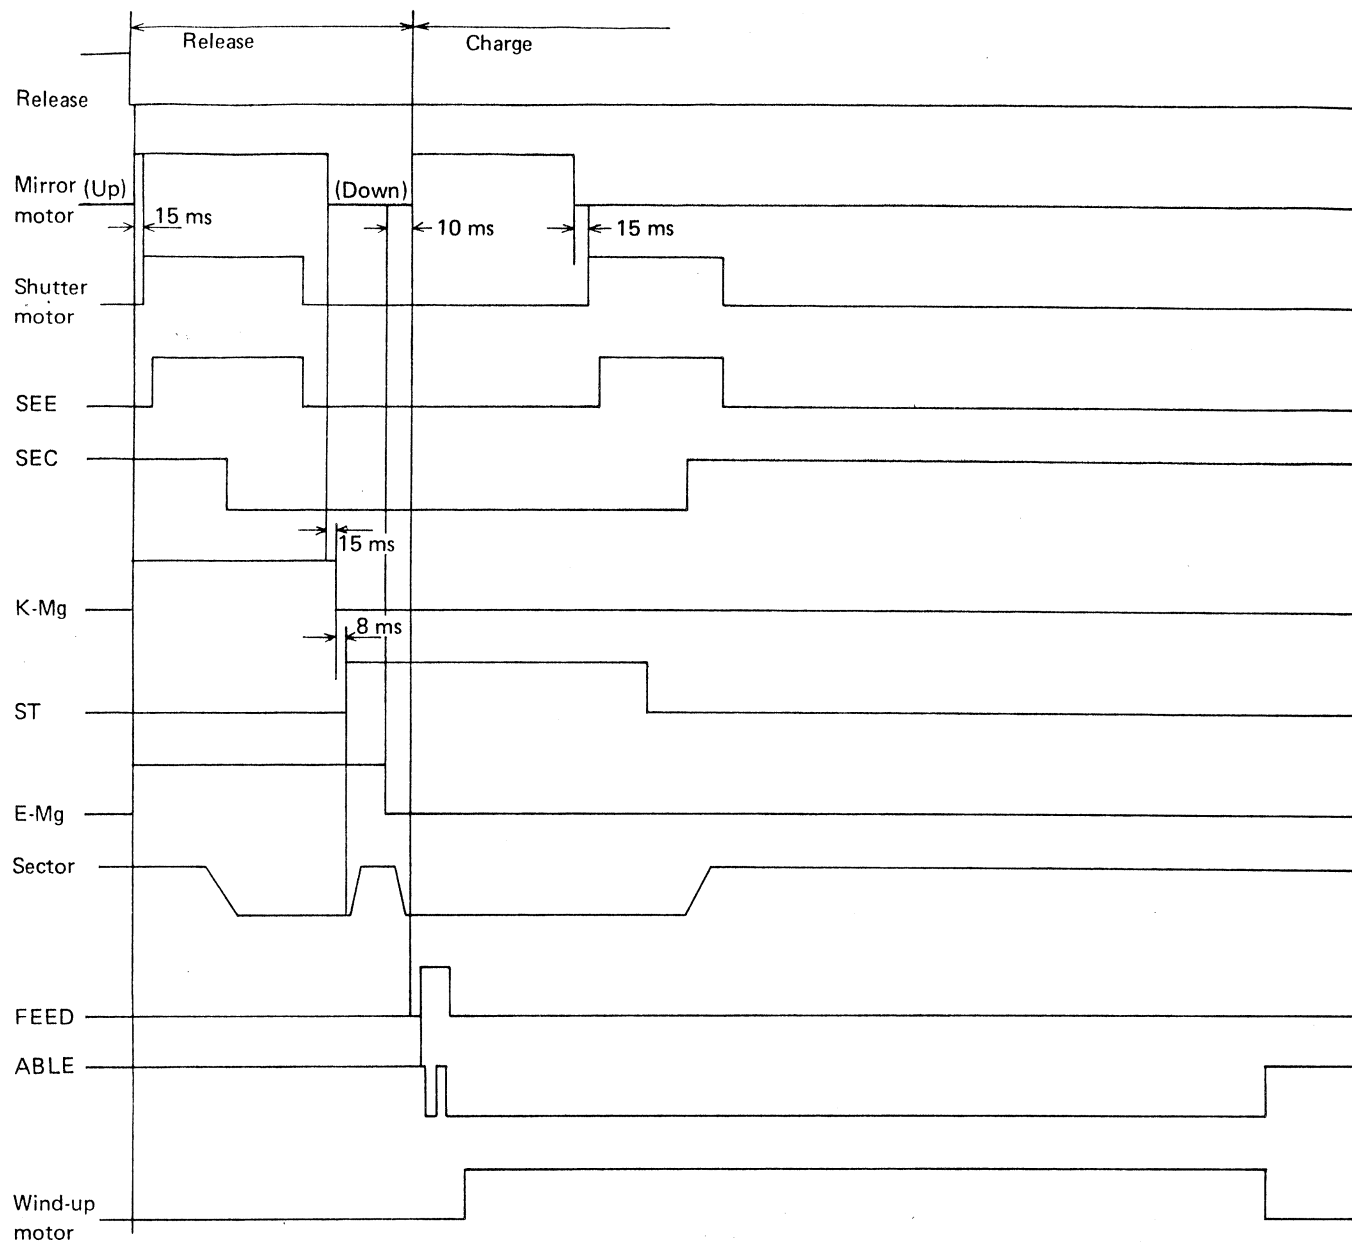 Release
Charge
Release
Mirror (Up)
motor
(Down)
15 ms
10 ms
15 ms
Shutter
motor
SEE
SEC
15 ms
K-Mg
8 ms
ST
E-Mg
Sector
FEED
ABLE
Wind-up
motor